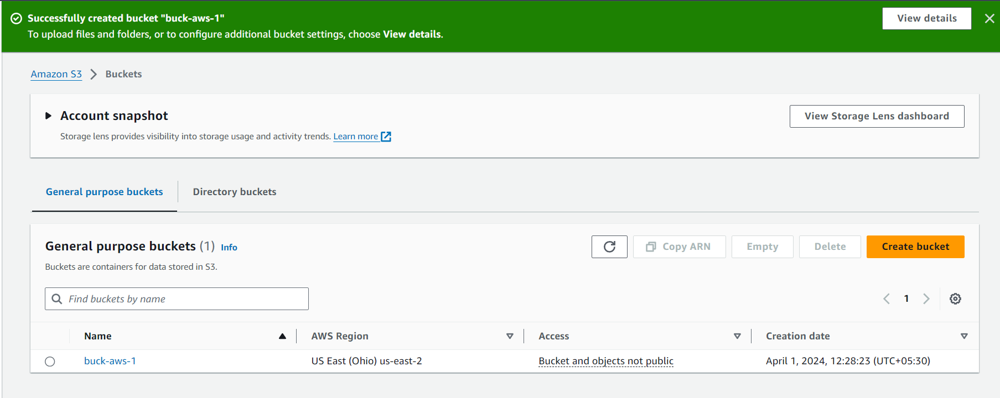 Successfully created bucket "buck-aws-1"
View details
To upload files and folders, or to configure additional bucket settings, choose View details.
Amazon S3 Buckets
Account snapshot
View Storage Lens dashboard
Storage lens provides visibility into storage usage and activity trends. Learn more
General purpose buckets Directory buckets
General purpose buckets (1) Info
Copy ARN Empty Delete Create bucket
Buckets are containers for data stored in S3.
Find buckets by name
1
Name AWS Region Access Creation date
buck-aws-1 US East (Ohio) us-east-2 Bucket and objects not public April 1, 2024, 12:28:23 (UTC+05:30)